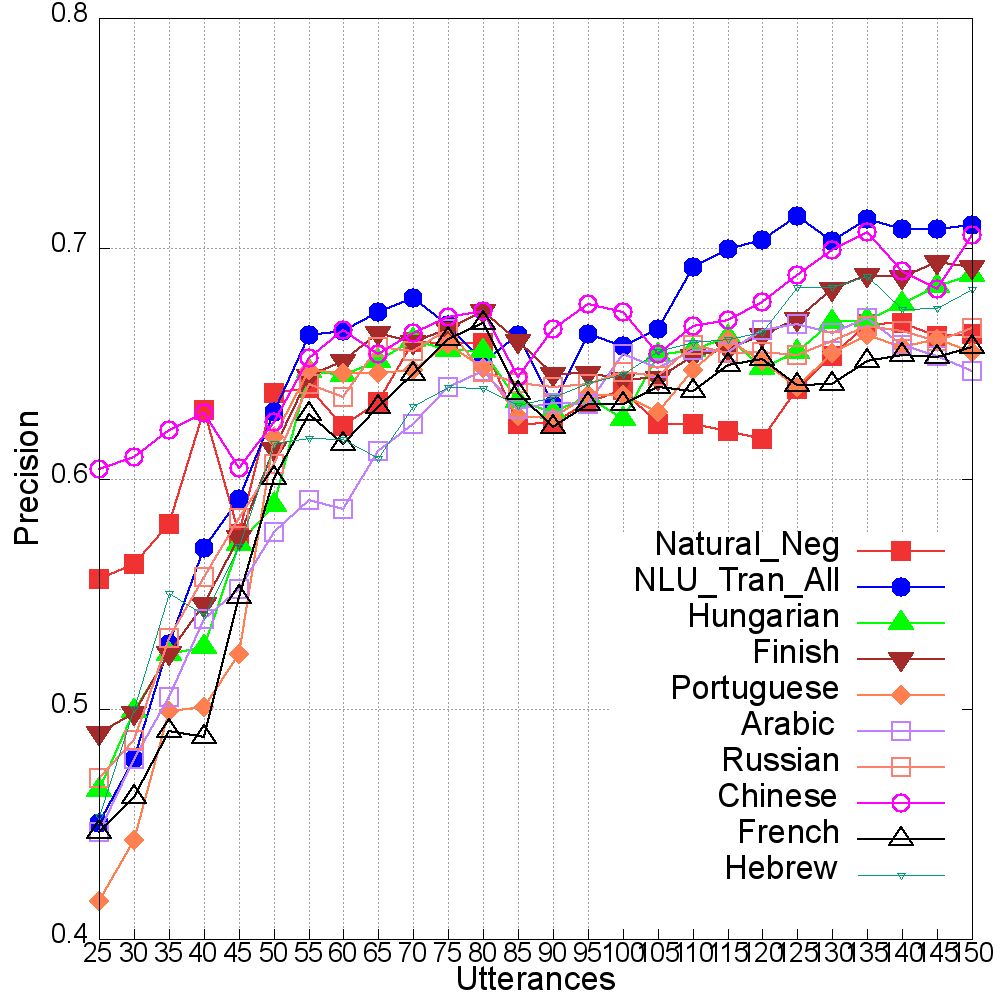 0.8
0.7
0.6
0.5
0.4
Precision
Natural_Neg
NLU_Tran_All
Hungarian
Finish
Portuguese
Arabic
Russian
Chinese
French
Hebrew
25 30 35 40 45 50 55 60 65 70 75 80 85 90 95 100 105 110 115 120 125 130 135 140 145 150
Utterances